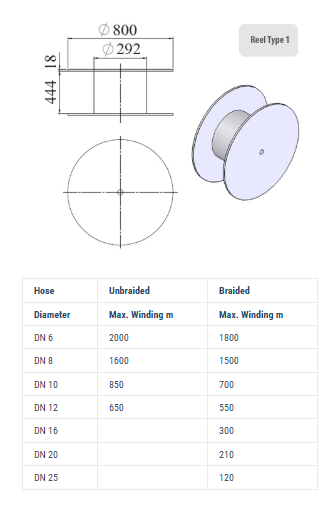 ∅ 800
∅ 292
Reel Type 1
18
444
Hose Unbraided Braided
Diameter Max. Winding m Max. Winding m
DN 6 2000 1800
DN 8 1600 1500
DN 10 850 700
DN 12 650 550
DN 16 300
DN 20 210
DN 25 120